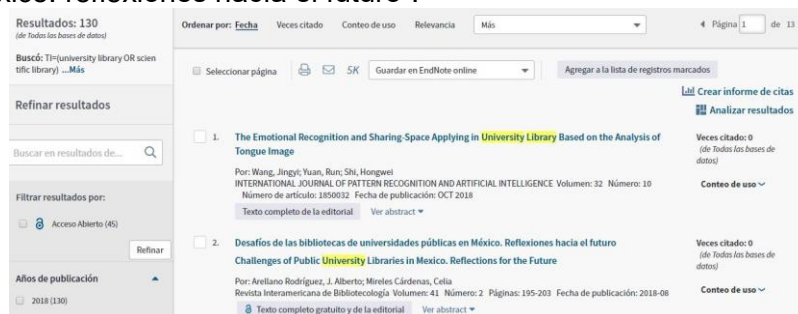 xico: reflexiones hacia el futuro".
Resultados: 130
(de Todas las bases de datos)
Buscó: TI=(university library OR scien
tific library) ...Más
Refinar resultados
Buscar en resultados de...
Filtrar resultados por:
Acceso Abierto (45)
Refinar
Años de publicación
2018 (130)
Ordenar por: Fecha Veces citado Conteo de uso Relevancia Más
Página 1 de 13
Seleccionar página 5K Guardar en EndNote online Agregar a la lista de registros marcados
Crear informe de citas
Analizar resultados
1. The Emotional Recognition and Sharing-Space Applying in University Library Based on the Analysis of
Tongue Image
Por: Wang, Jingyi; Yuan, Run; Shi, Hongwei
INTERNATIONAL JOURNAL OF PATTERN RECOGNITION AND ARTIFICIAL INTELLIGENCE Volumen: 32 Número: 10
Número de artículo: 1850032 Fecha de publicación: OCT 2018
Texto completo de la editorial Ver abstract
Veces citado: 0
(de Todas las bases de
datos)
Conteo de uso
2. Desafíos de las bibliotecas de universidades públicas en México. Reflexiones hacia el futuro
Challenges of Public University Libraries in Mexico. Reflections for the Future
Por: Arellano Rodríguez, J. Alberto; Mireles Cárdenas, Celia
Revista Interamericana de Bibliotecología Volumen: 41 Número: 2 Páginas: 195-203 Fecha de publicación: 2018-08
Texto completo gratuito y de la editorial Ver abstract
Veces citado: 0
(de Todas las bases de
datos)
Conteo de uso